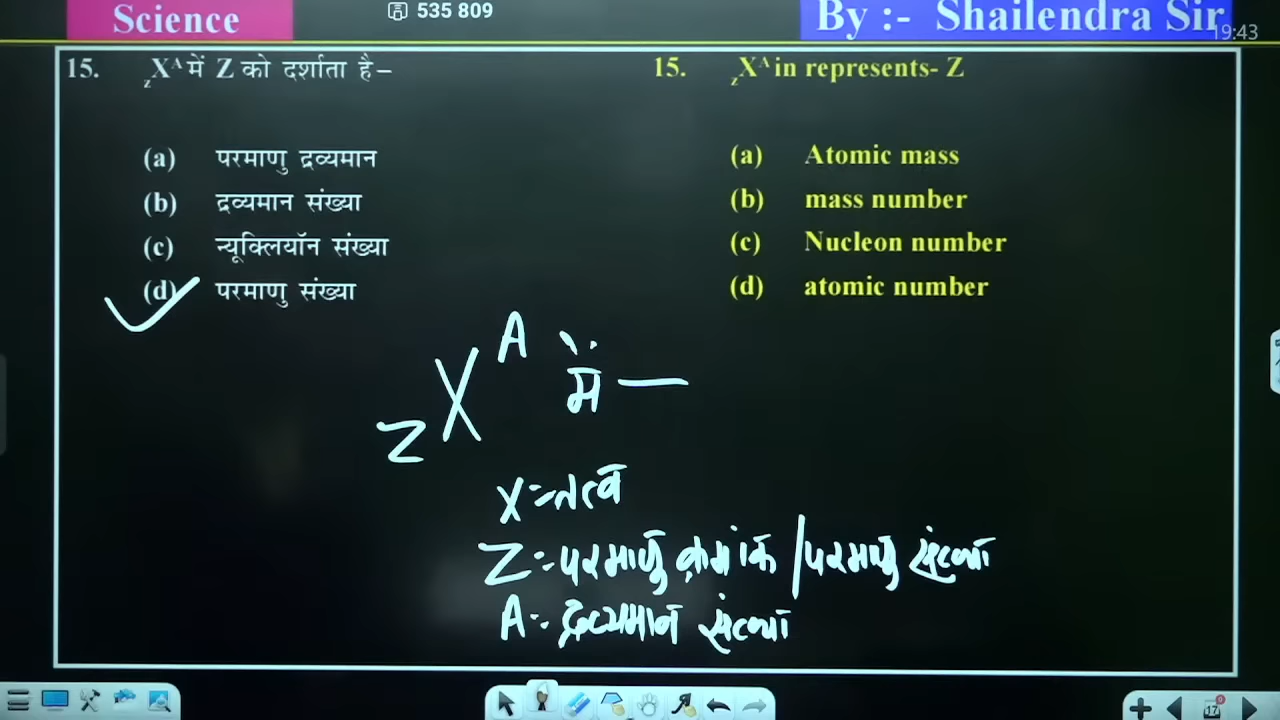 Science
535 809
By :- Shailendra Sir
19:43
15. zXᴬ में Z को दर्शाता है–
(a) परमाणु द्रव्यमान
(b) द्रव्यमान संख्या
(c) न्यूक्लियॉन संख्या
(d) परमाणु संख्या
15. zXᴬ in represents- Z
(a) Atomic mass
(b) mass number
(c) Nucleon number
(d) atomic number
zXᴬ में —
X = तत्व
Z = परमाणु क्रमांक / परमाणु संख्या
A = द्रव्यमान संख्या
17